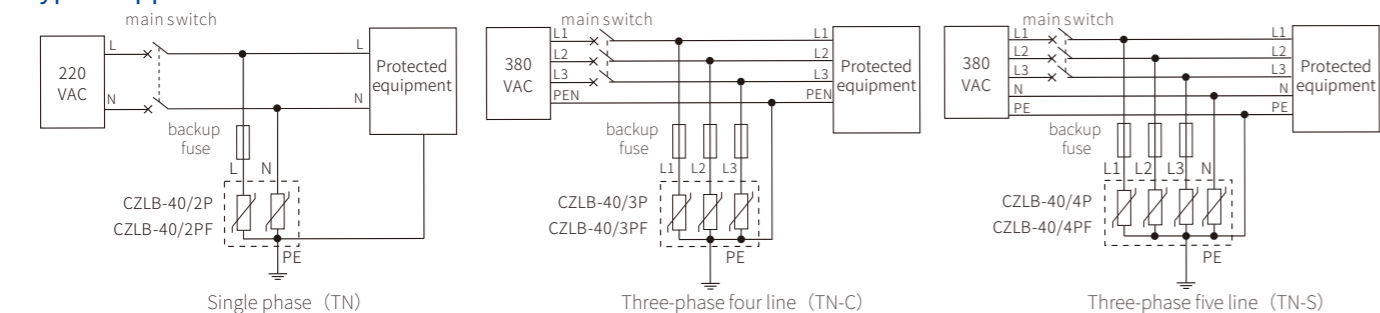 main switch
L
L
220
VAC
Protected
equipment
N
N
backup
fuse
L
N
CZLB-40/2P
CZLB-40/2PF
PE
Single phase（TN）
main switch
L1
L1
L2
L2
380
VAC
Protected
equipment
L3
L3
PEN
PEN
backup
fuse
L1
L2
L3
CZLB-40/3P
CZLB-40/3PF
PE
Three-phase four line（TN-C）
main switch
L1
L1
L2
L2
380
VAC
Protected
equipment
L3
L3
N
N
PE
PE
backup
fuse
L1
L2
L3
N
CZLB-40/4P
CZLB-40/4PF
PE
Three-phase five line（TN-S）